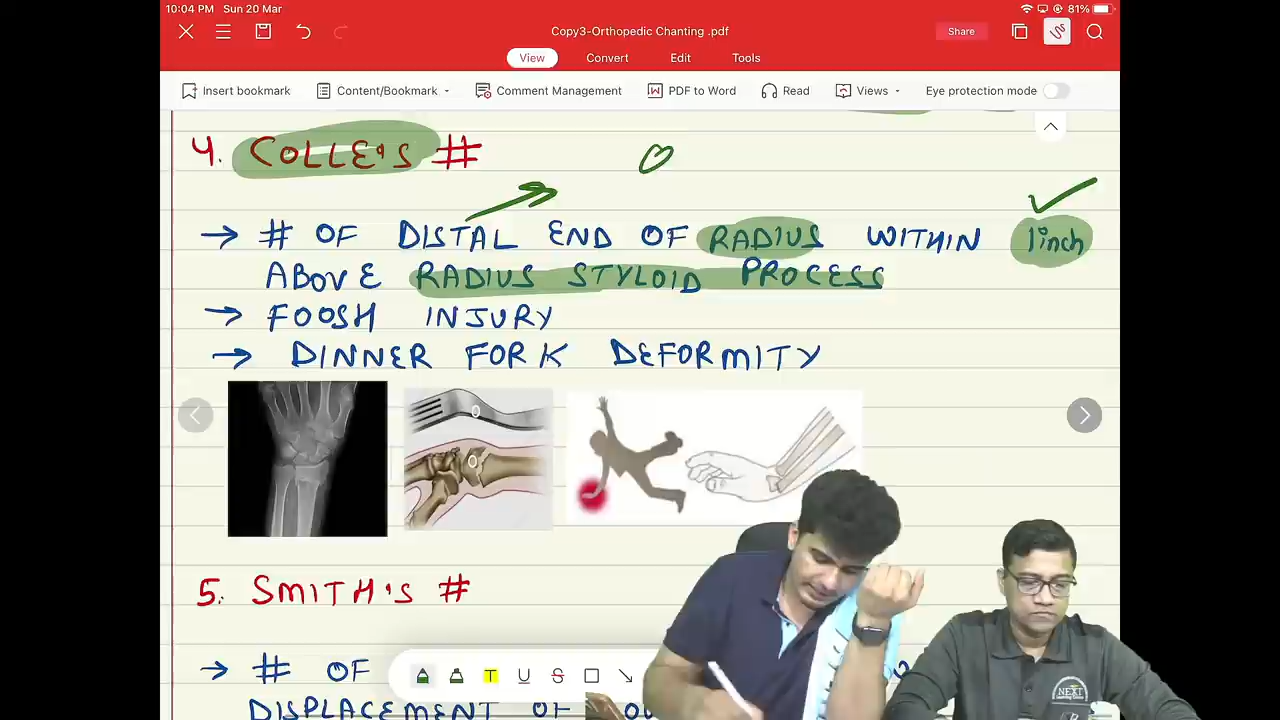 10:04 PM Sun 20 Mar 81%
Copy3-Orthopedic Chanting .pdf
Share
View Convert Edit Tools
Insert bookmark Content/Bookmark Comment Management PDF to Word Read Views Eye protection mode
4. COLLE'S #
→ # OF DISTAL END OF RADIUS WITHIN 1inch
ABOVE RADIUS STYLOID PROCESS
→ FOOSH INJURY
→ DINNER FORK DEFORMITY
5. SMITH'S #
→ # OF
DISPLACEMENT OF
T U S
NEXT